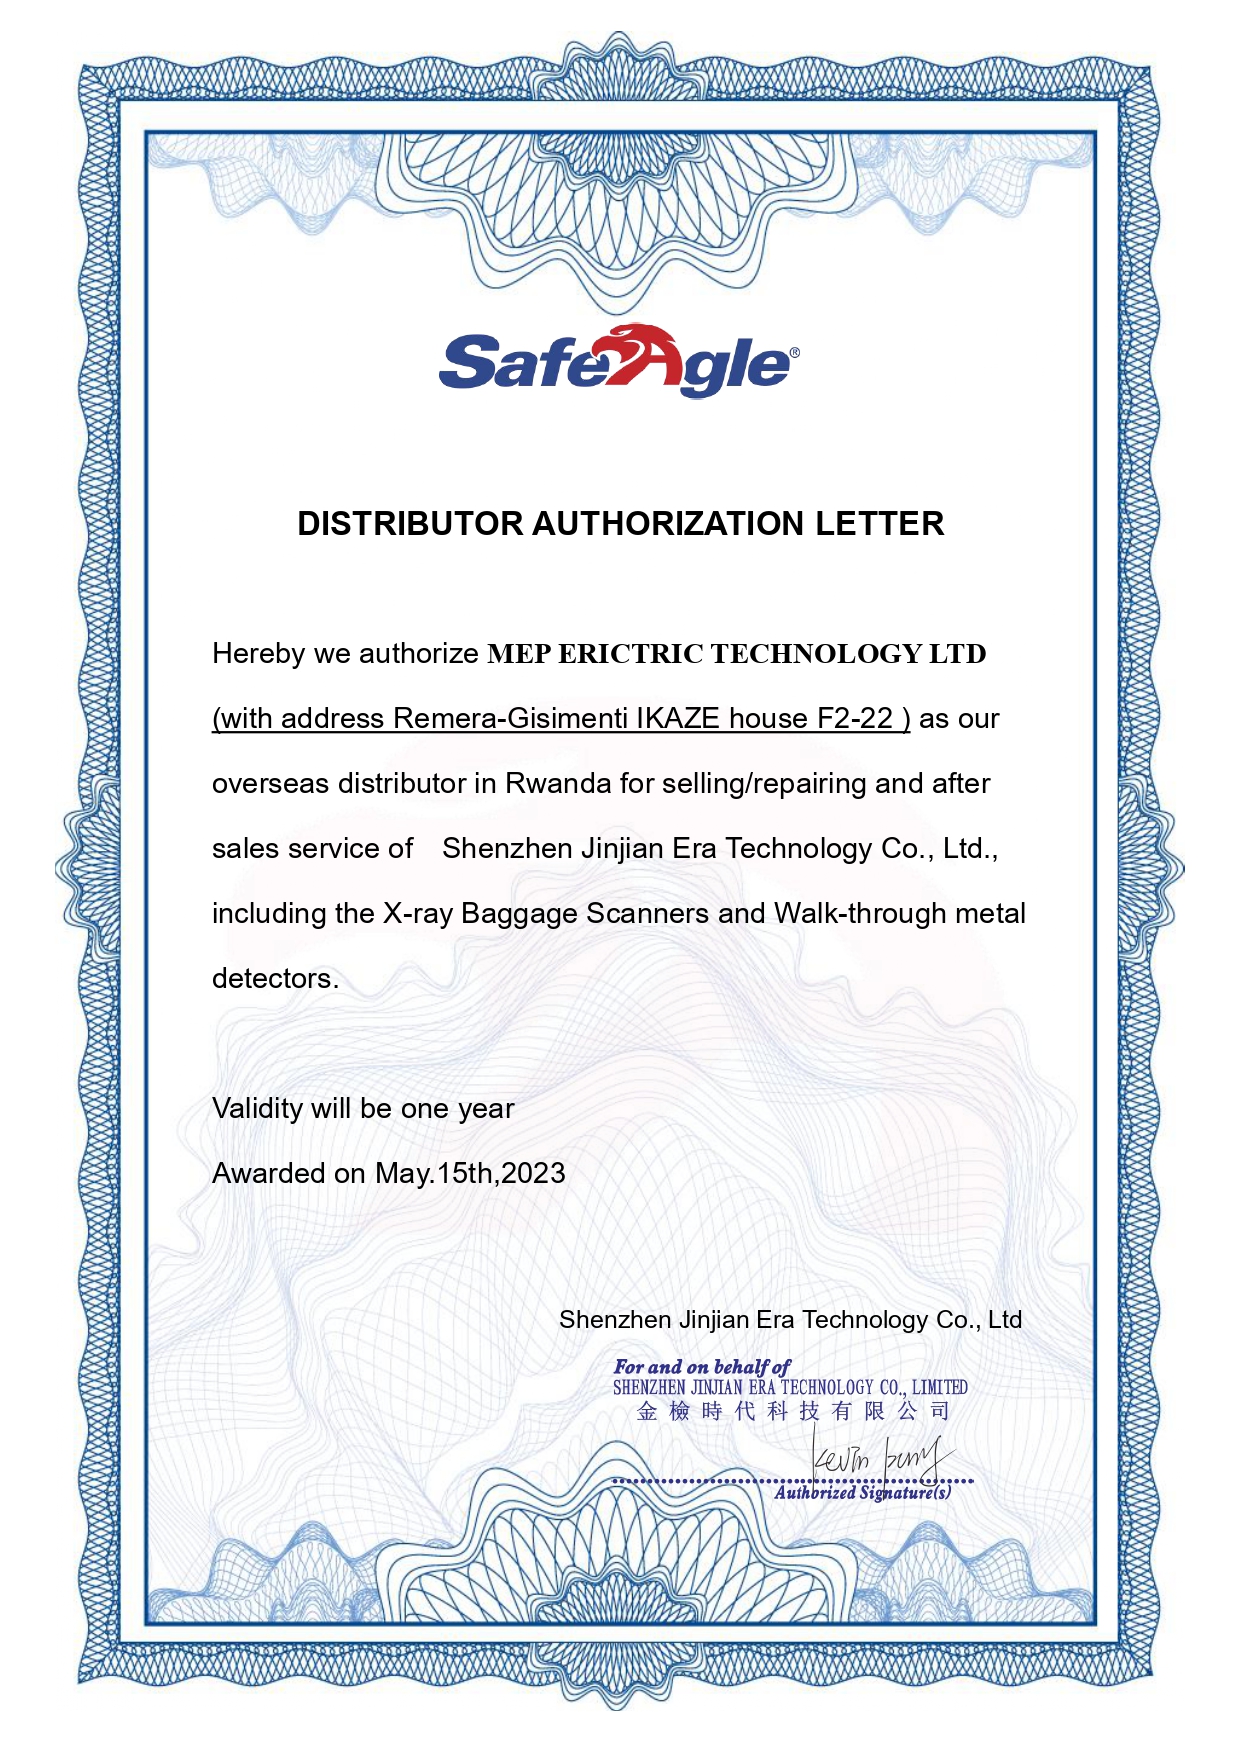 SafeAgle®
DISTRIBUTOR AUTHORIZATION LETTER
Hereby we authorize MEP ERICTRIC TECHNOLOGY LTD
(with address Remera-Gisimenti IKAZE house F2-22 ) as our
overseas distributor in Rwanda for selling/repairing and after
sales service of Shenzhen Jinjian Era Technology Co., Ltd.,
including the X-ray Baggage Scanners and Walk-through metal
detectors.
Validity will be one year
Awarded on May.15th,2023
Shenzhen Jinjian Era Technology Co., Ltd
For and on behalf of
SHENZHEN JINJIAN ERA TECHNOLOGY CO., LIMITED
金檢時代科技有限公司
Kevin
Authorized Signature(s)